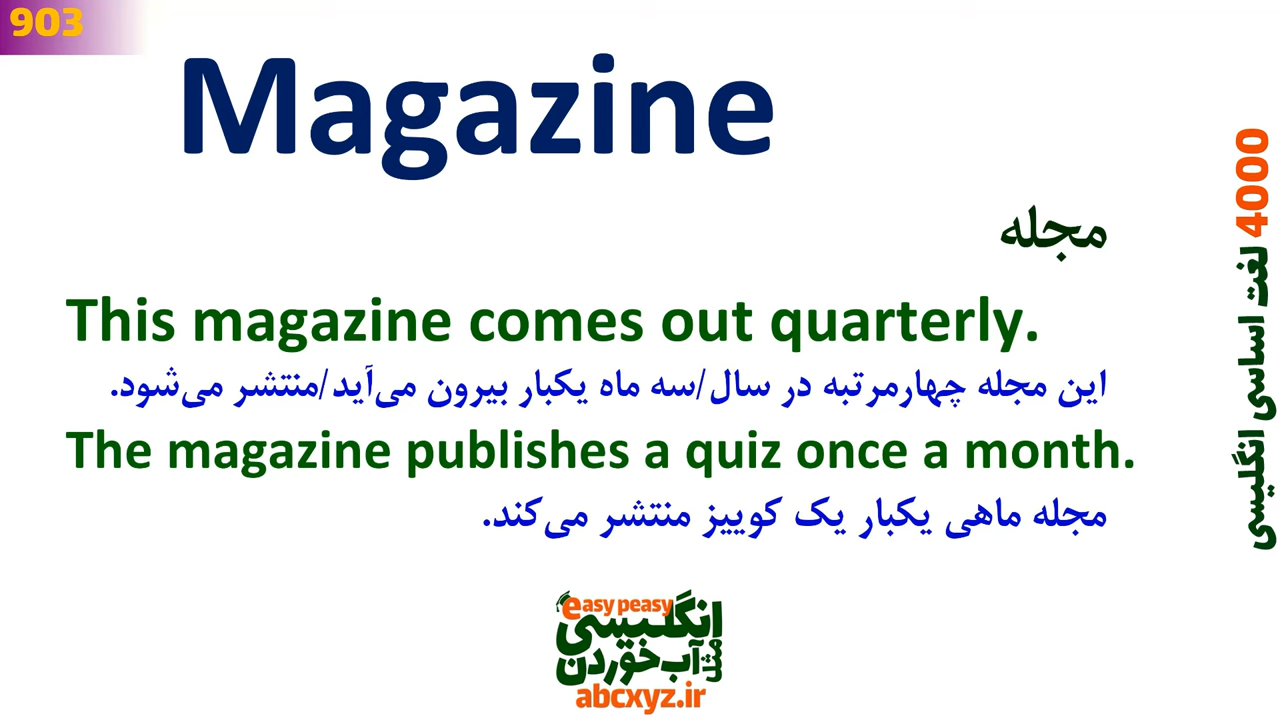 903
Magazine
مجله
This magazine comes out quarterly.
این مجله چهارمرتبه در سال/سه ماه یکبار بیرون می‌آید/منتشر می‌شود.
The magazine publishes a quiz once a month.
مجله ماهی یکبار یک کوییز منتشر می‌کند.
4000 لغت اساسی انگلیسی
easy peasy
انگلیسی
مثل آب خوردن
abcxyz.ir